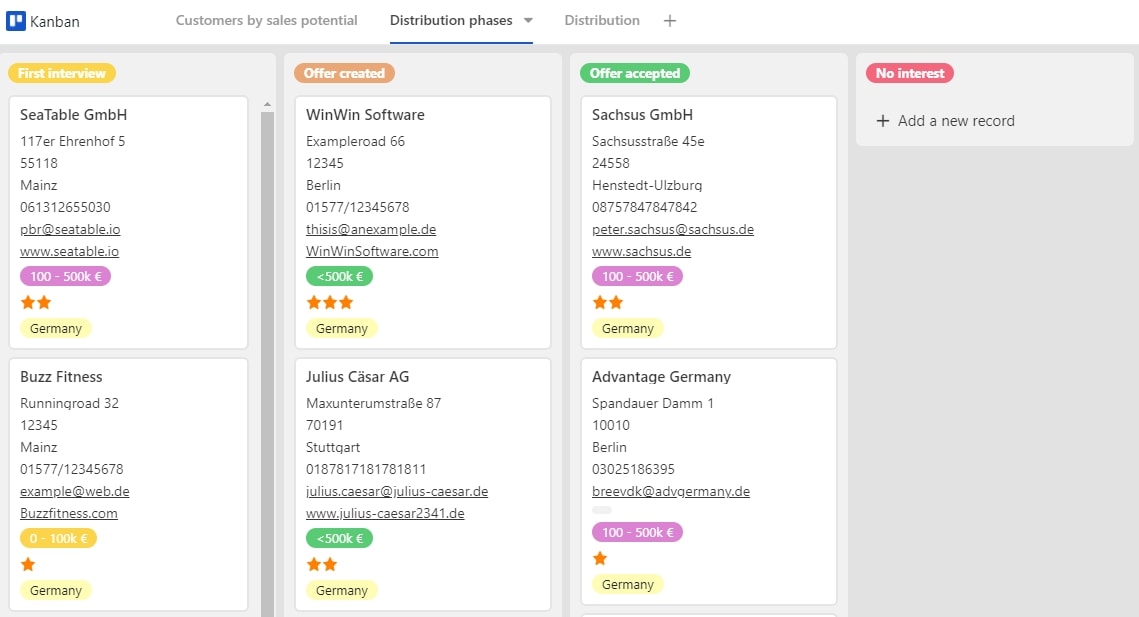 Kanban
Customers by sales potential
Distribution phases
Distribution
First interview
SeaTable GmbH
117er Ehrenhof 5
55118
Mainz
061312655030
pbr@seatable.io
www.seatable.io
100 - 500k €
Germany
Buzz Fitness
Runningroad 32
12345
Mainz
01577/12345678
example@web.de
Buzzfitness.com
0 - 100k €
Germany
Offer created
WinWin Software
Exampleroad 66
12345
Berlin
01577/12345678
thisis@anexample.de
WinWinSoftware.com
<500k €
Germany
Julius Cäsar AG
Maxunterumstraße 87
70191
Stuttgart
0187817181781811
julius.caesar@julius-caesar.de
www.julius-caesar2341.de
<500k €
Germany
Offer accepted
Sachsus GmbH
Sachsusstraße 45e
24558
Henstedt-Ulzburg
08757847847842
peter.sachsus@sachsus.de
www.sachsus.de
100 - 500k €
Germany
Advantage Germany
Spandauer Damm 1
10010
Berlin
03025186395
breevdk@advgermany.de
100 - 500k €
Germany
No interest
Add a new record